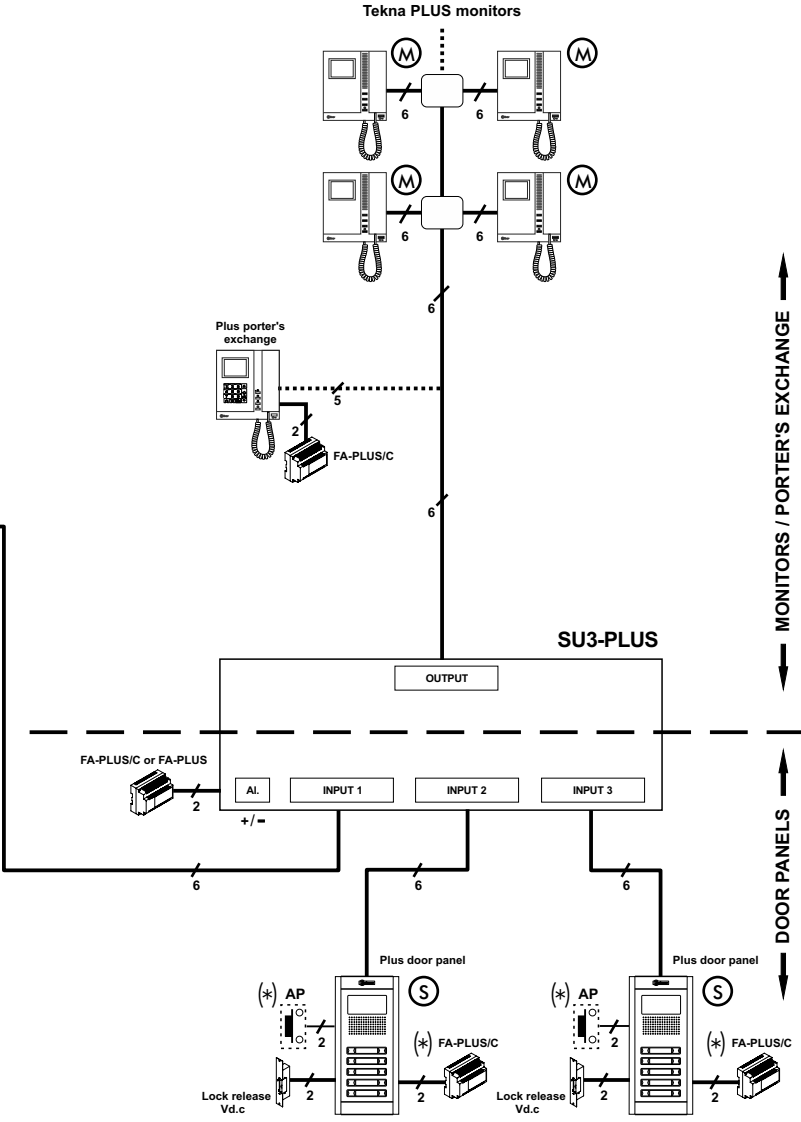 Tekna PLUS monitors
M
M
6
6
M
M
6
6
6
Plus porter's
exchange
5
2
FA-PLUS/C
6
MONITORS / PORTER'S EXCHANGE
SU3-PLUS
OUTPUT
FA-PLUS/C or FA-PLUS
2
Al.
INPUT 1
INPUT 2
INPUT 3
+/-
6
6
6
DOOR PANELS
Plus door panel
Plus door panel
(*) AP
S
(*) AP
S
2
(*) FA-PLUS/C
2
(*) FA-PLUS/C
Lock release
Vd.c
2
2
Lock release
Vd.c
2
2